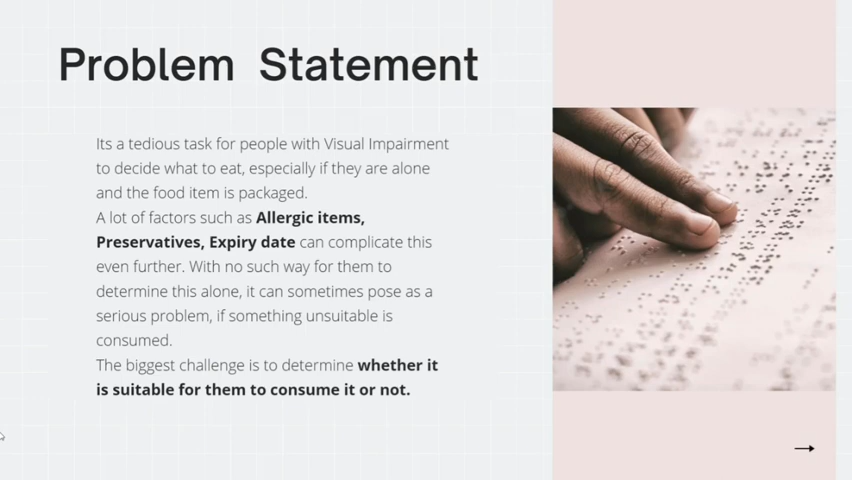 Problem Statement
Its a tedious task for people with Visual Impairment
to decide what to eat, especially if they are alone
and the food item is packaged.
A lot of factors such as Allergic items,
Preservatives, Expiry date can complicate this
even further. With no such way for them to
determine this alone, it can sometimes pose as a
serious problem, if something unsuitable is
consumed.
The biggest challenge is to determine whether it
is suitable for them to consume it or not.